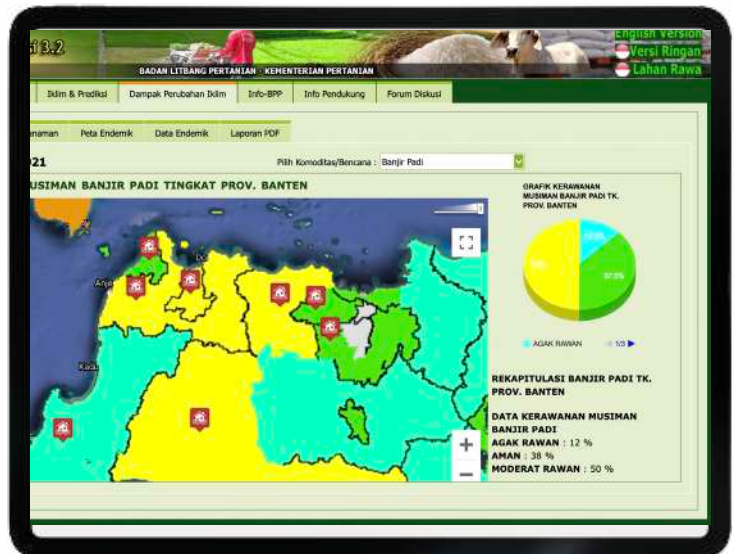 si 3.2
English Version
Versi Ringan
Lahan Rawa
BADAN LITBANG PERTANIAN - KEMENTERIAN PERTANIAN
Iklim & Prediksi
Dampak Perubahan Iklim
Info-BPP
Info Pendukung
Forum Diskusi
anaman
Peta Endemik
Data Endemik
Laporan PDF
021
Pilih Komoditas/Bencana :
Banjir Padi
USIMAN BANJIR PADI TINGKAT PROV. BANTEN
GRAFIK KERAWANAN
MUSIMAN BANJIR PADI TK.
PROV. BANTEN
37.5%
AGAK RAWAN
1/3
REKAPITULASI BANJIR PADI TK.
PROV. BANTEN
DATA KERAWANAN MUSIMAN
BANJIR PADI
AGAK RAWAN : 12 %
AMAN : 38 %
MODERAT RAWAN : 50 %
+
−